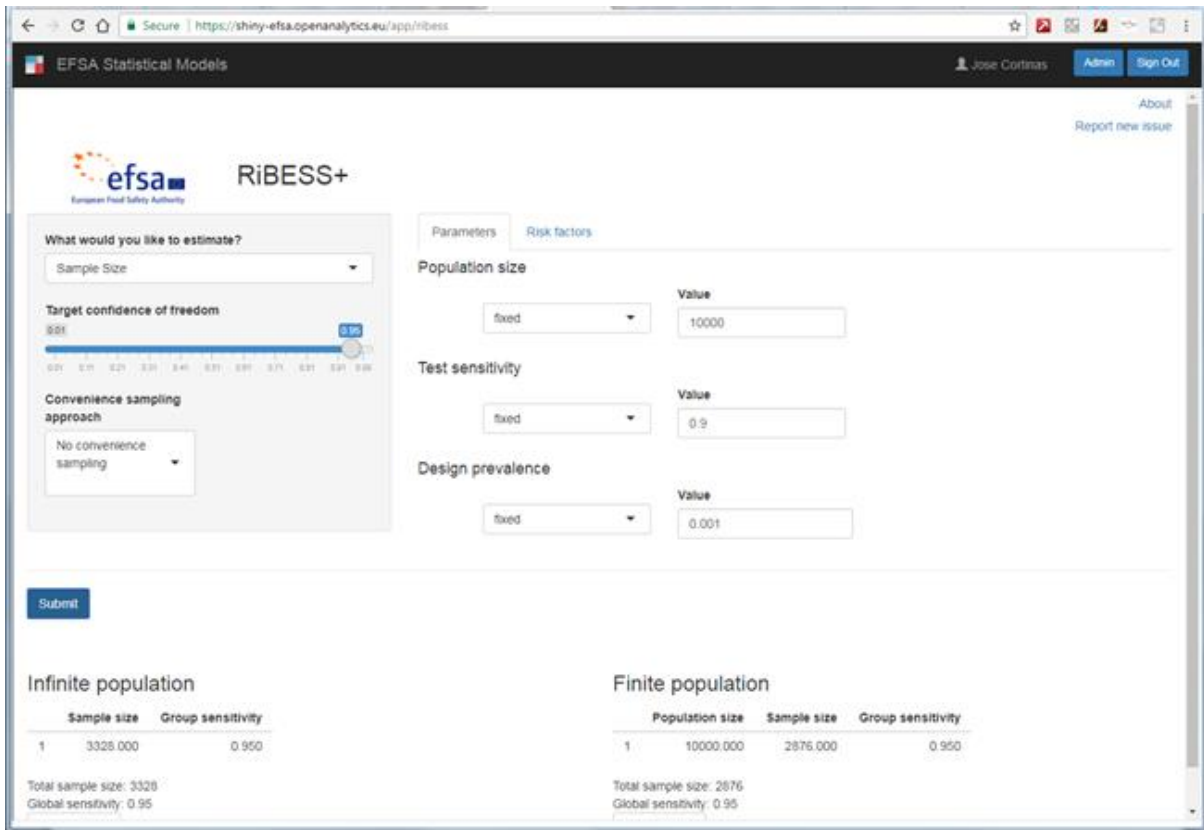 Secure | https://shiny-efsa.openanalytics.eu/app/ribess
EFSA Statistical Models
Jose Cortinas
Admin
Sign Out
About
Report new issue
efsa
European Food Safety Authority
RiBESS+
What would you like to estimate?
Sample Size
Target confidence of freedom
0.01
0.95
Convenience sampling
approach
No convenience
sampling
Parameters
Risk factors
Population size
fixed
Value
10000
Test sensitivity
fixed
Value
0.9
Design prevalence
fixed
Value
0.001
Submit
Infinite population
Sample size Group sensitivity
1 3328.000 0.950
Total sample size: 3328
Global sensitivity: 0.95
Finite population
Population size Sample size Group sensitivity
1 10000.000 2876.000 0.950
Total sample size: 2876
Global sensitivity: 0.95